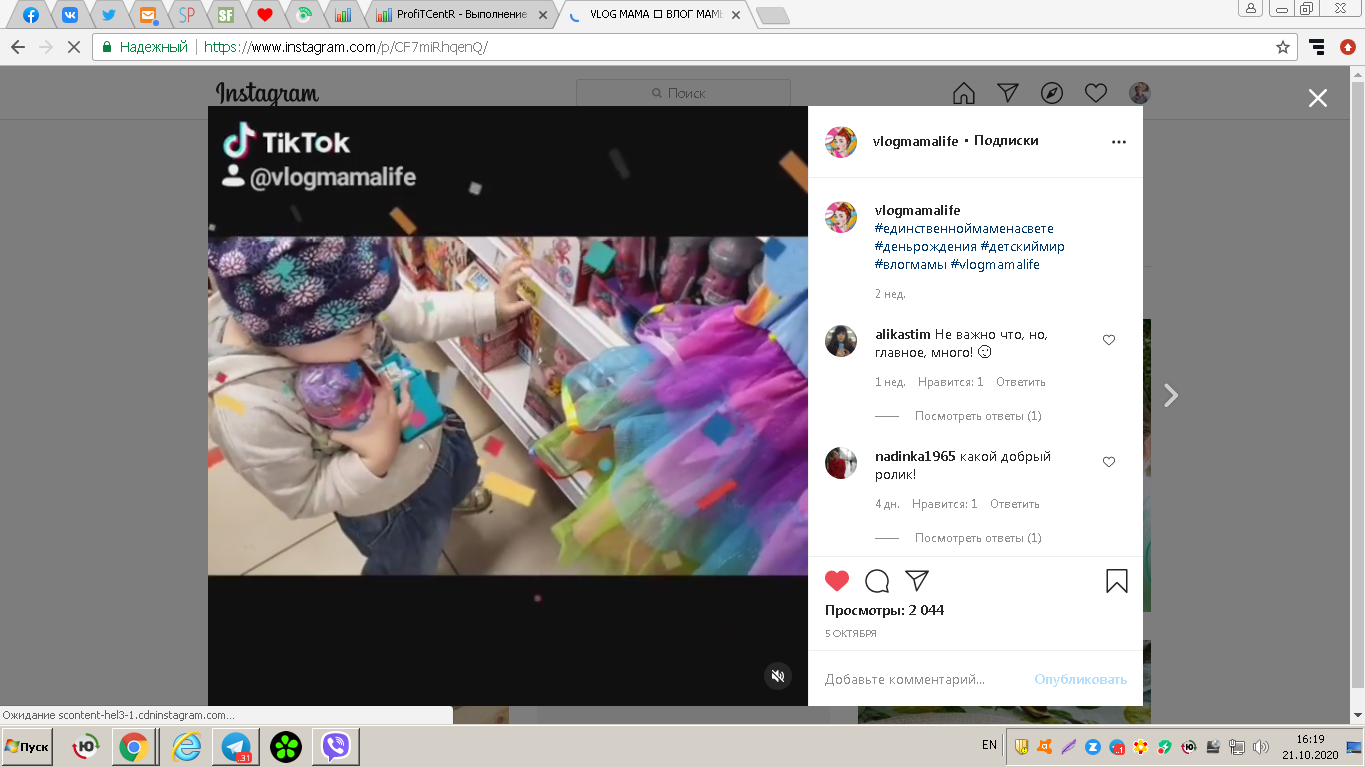 SP
SF
ProfiTCentR - Выполнение
VLOG MAMA □ ВЛОГ МАМЫ
Надежный
https://www.instagram.com/p/CF7miRhqenQ/
Instagram
Поиск
TikTok
@vlogmamalife
vlogmamalife • Подписки
vlogmamalife
#единственноймаменасвете
#деньрождения #детскиймир
#влогмамы #vlogmamalife
2 нед.
alikastim Не важно что, но,
главное, много! 🙂
1 нед. Нравится: 1 Ответить
Посмотреть ответы (1)
nadinka1965 какой добрый
ролик!
4 дн. Нравится: 1 Ответить
Посмотреть ответы (1)
Просмотры: 2 044
5 ОКТЯБРЯ
Добавьте комментарий... Опубликовать
Ожидание scontent-hel3-1.cdninstagram.com...
Пуск
31
EN
16:19
21.10.2020